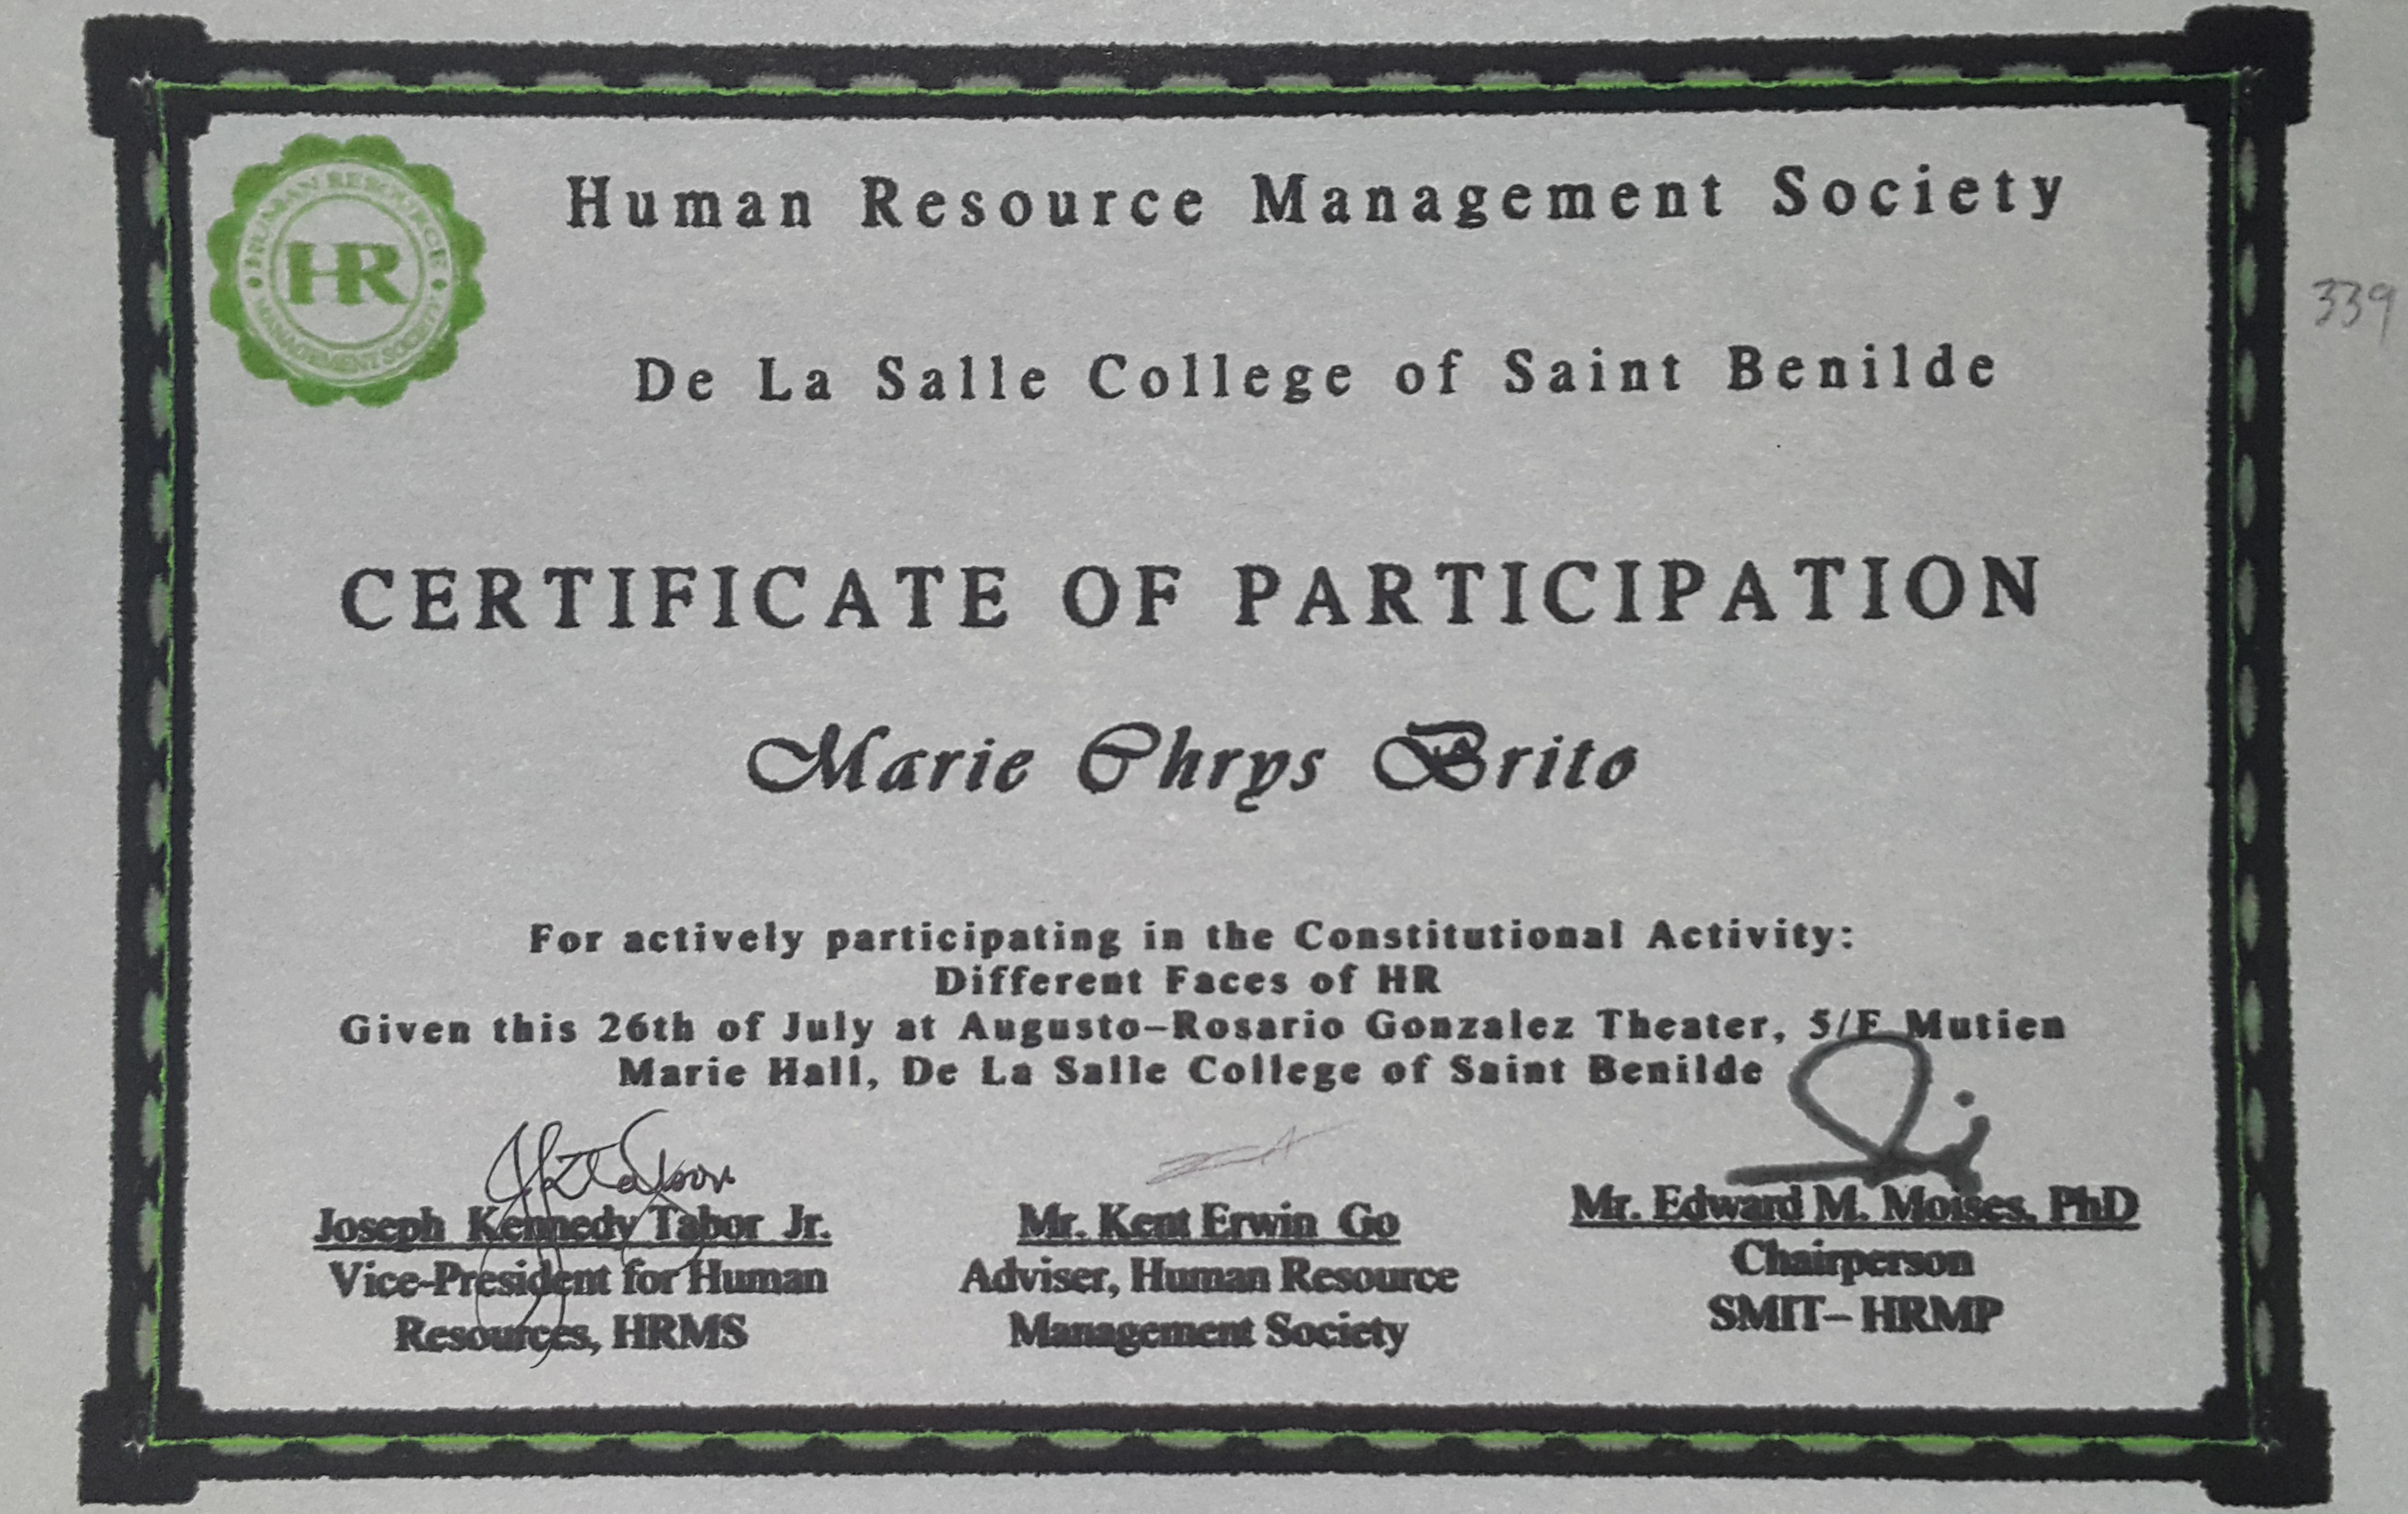 HUMAN RESOURCE
HR
MANAGEMENT SOCIETY
Human Resource Management Society
339
De La Salle College of Saint Benilde
CERTIFICATE OF PARTICIPATION
Marie Chrys Brito
For actively participating in the Constitutional Activity:
Different Faces of HR
Given this 26th of July at Augusto-Rosario Gonzalez Theater, 5/F Mutien
Marie Hall, De La Salle College of Saint Benilde
Joseph Kennedy Tabor Jr.
Vice-President for Human
Resources, HRMS
Mr. Kent Erwin Go
Adviser, Human Resource
Management Society
Mr. Edward M. Moises, PhD
Chairperson
SMIT– HRMP